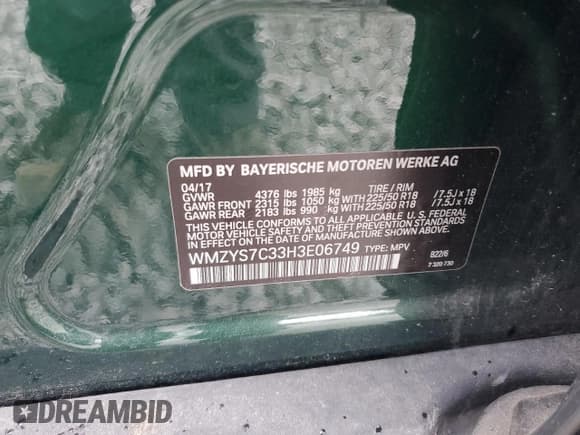 MFD BY BAYERISCHE MOTOREN WERKE AG
04/17 TIRE / RIM
GVWR 4376 lbs 1985 kg
GAWR FRONT 2315 lbs 1050 kg WITH 225/50 R18 /7.5J x 18
GAWR REAR 2183 lbs 990 kg WITH 225/50 R18 /7.5J x 18
THIS VEHICLE CONFORMS TO ALL APPLICABLE U.S. FEDERAL
MOTOR VEHICLE SAFETY, BUMPER, AND THEFT PREVENTION
STANDARDS IN EFFECT ON THE DATE OF MANUFACTURE SHOWN ABOVE.
WMZYS7C33H3E06749 TYPE: MPV B22/6
7 320 730
DREAMBID